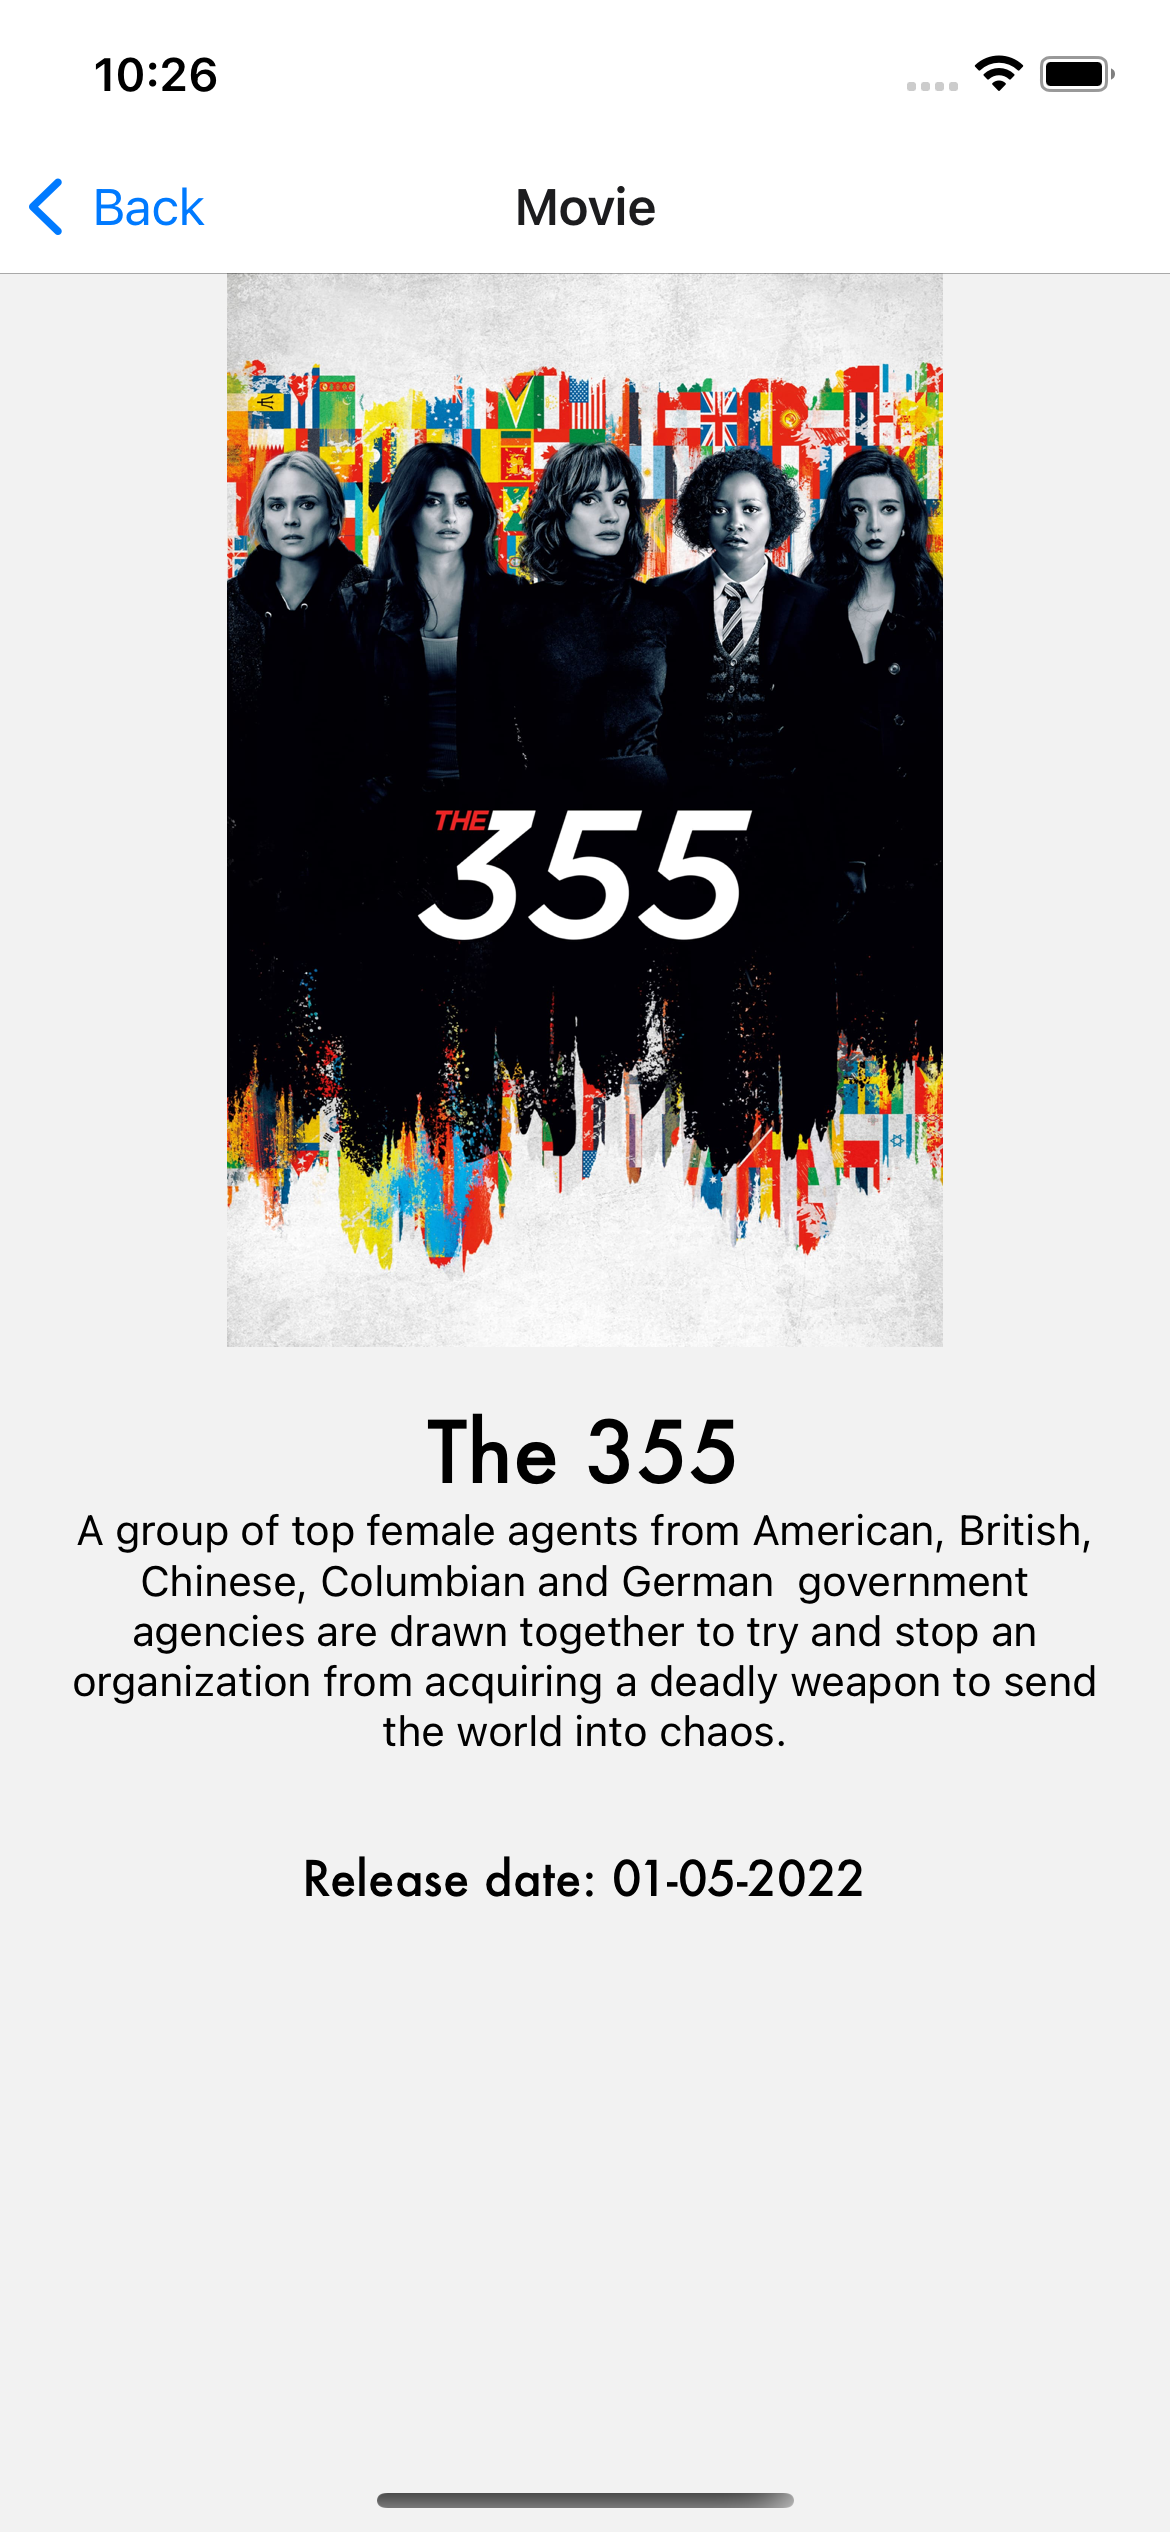 10:26
Back
Movie
THE
355
The 355
A group of top female agents from American, British,
Chinese, Columbian and German  government
agencies are drawn together to try and stop an
organization from acquiring a deadly weapon to send
the world into chaos.
Release date: 01-05-2022